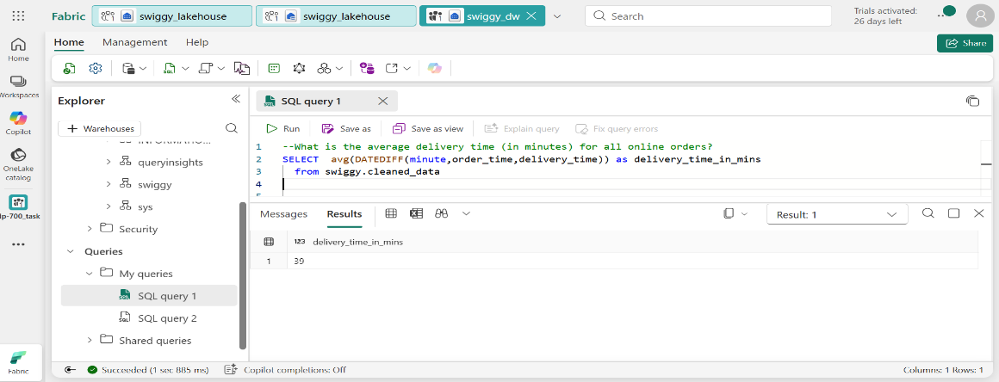 Fabric
swiggy_lakehouse
swiggy_lakehouse
swiggy_dw
Search
Trials activated:
26 days left
Home
Management
Help
Share
Home
Workspaces
Copilot
OneLake
catalog
lp-700_task
Fabric
Explorer
Warehouses
queryinsights
swiggy
sys
Security
Queries
My queries
SQL query 1
SQL query 2
Shared queries
SQL query 1
Run
Save as
Save as view
Explain query
Fix query errors
1 --What is the average delivery time (in minutes) for all online orders?
2 SELECT avg(DATEDIFF(minute,order_time,delivery_time)) as delivery_time_in_mins
3 from swiggy.cleaned_data
4
Messages
Results
Result: 1
123 delivery_time_in_mins
1 39
Succeeded (1 sec 885 ms)
Copilot completions: Off
Columns: 1 Rows: 1